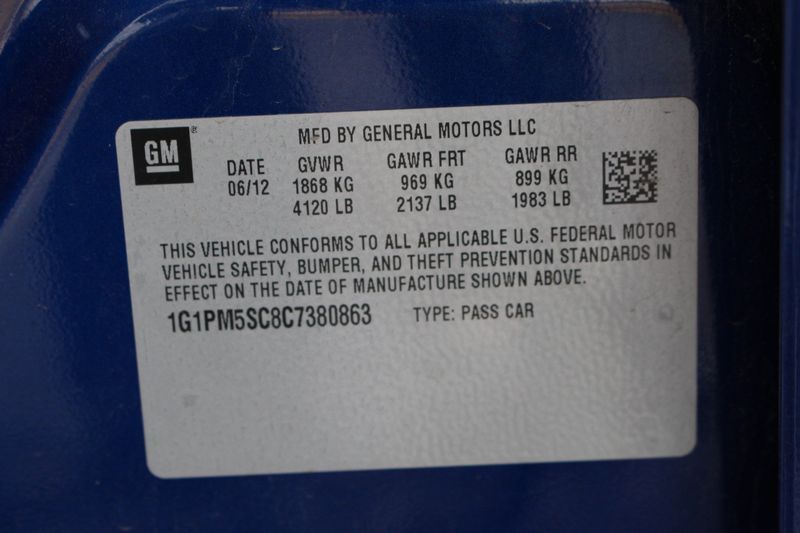 GM
MFD BY GENERAL MOTORS LLC
DATE GVWR GAWR FRT GAWR RR
06/12 1868 KG 969 KG 899 KG
4120 LB 2137 LB 1983 LB
THIS VEHICLE CONFORMS TO ALL APPLICABLE U.S. FEDERAL MOTOR
VEHICLE SAFETY, BUMPER, AND THEFT PREVENTION STANDARDS IN
EFFECT ON THE DATE OF MANUFACTURE SHOWN ABOVE.
1G1PM5SC8C7380863 TYPE: PASS CAR